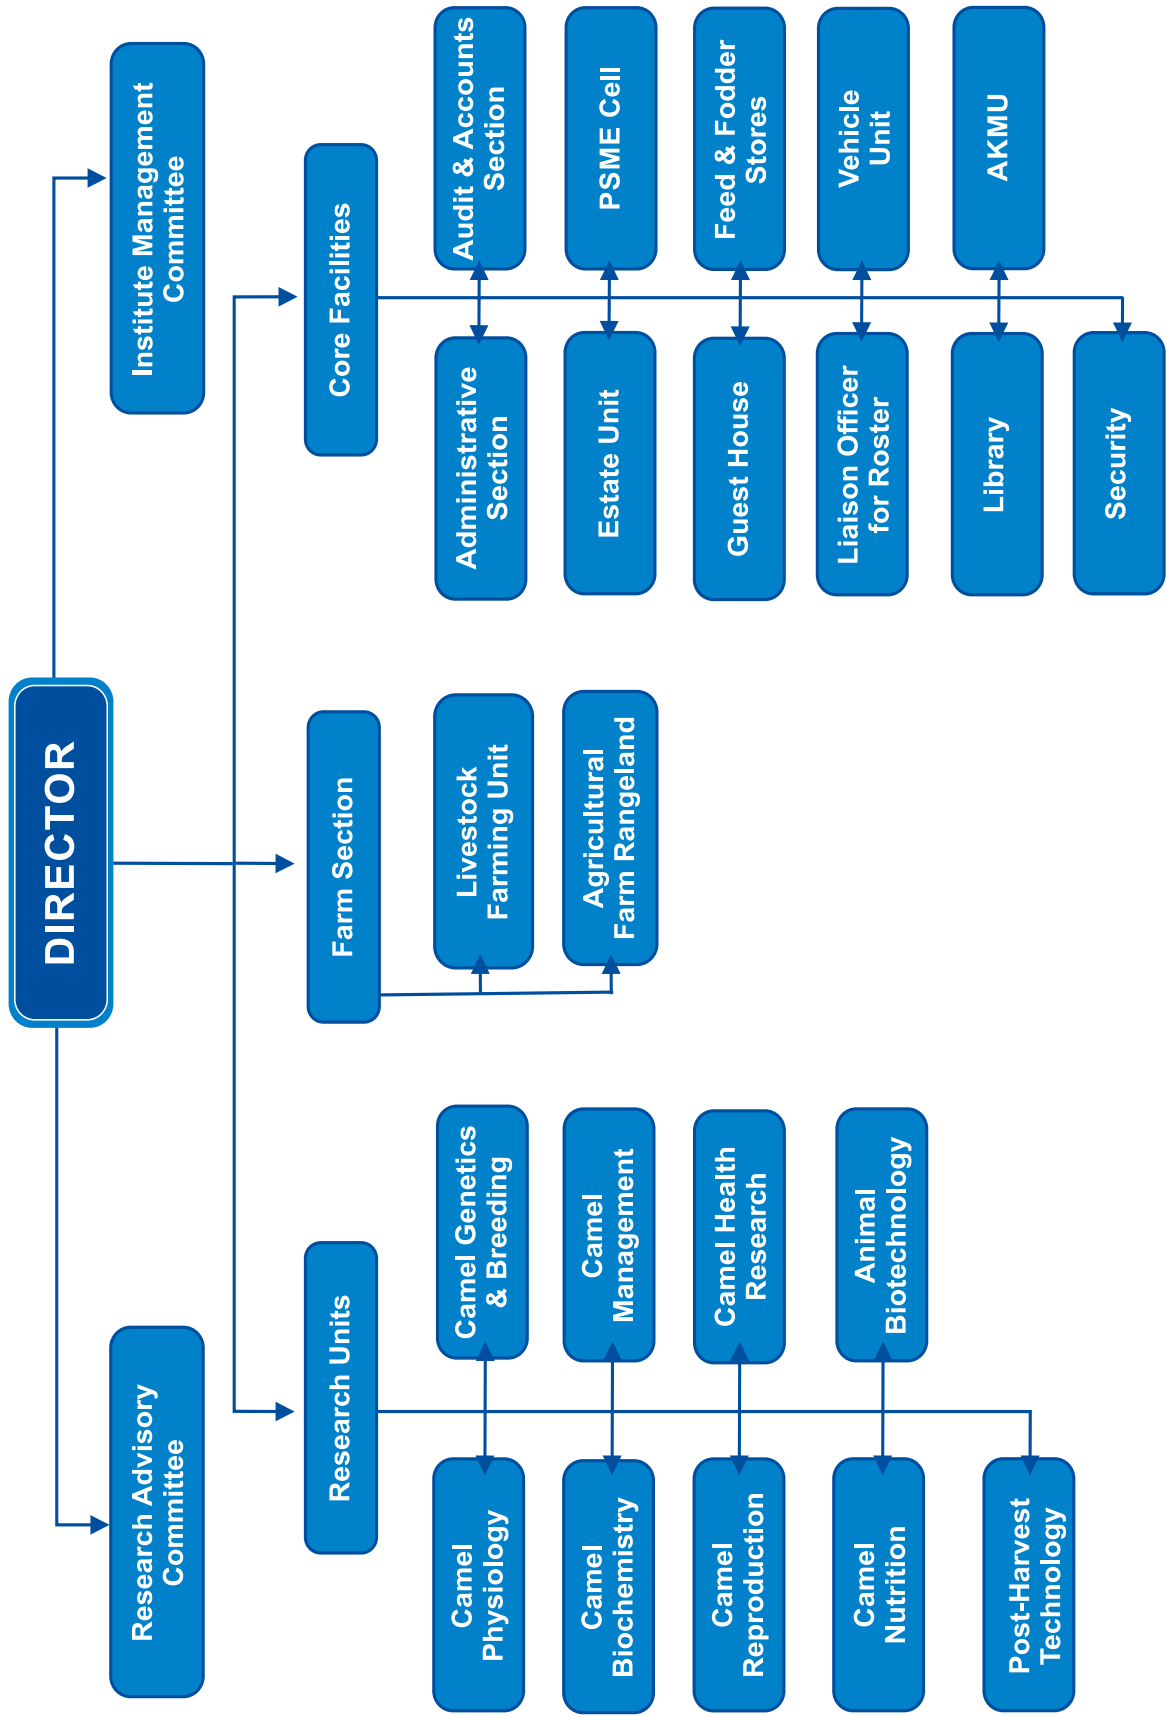 DIRECTOR
Research Advisory
Committee
Institute Management
Committee
Research Units
Farm Section
Core Facilities
Camel
Physiology
Camel Genetics
& Breeding
Camel
Biochemistry
Camel
Management
Camel
Reproduction
Camel Health
Research
Camel
Nutrition
Animal
Biotechnology
Post-Harvest
Technology
Livestock
Farming Unit
Agricultural
Farm Rangeland
Administrative
Section
Audit & Accounts
Section
Estate Unit
PSME Cell
Guest House
Feed & Fodder
Stores
Liaison Officer
for Roster
Vehicle
Unit
Library
AKMU
Security